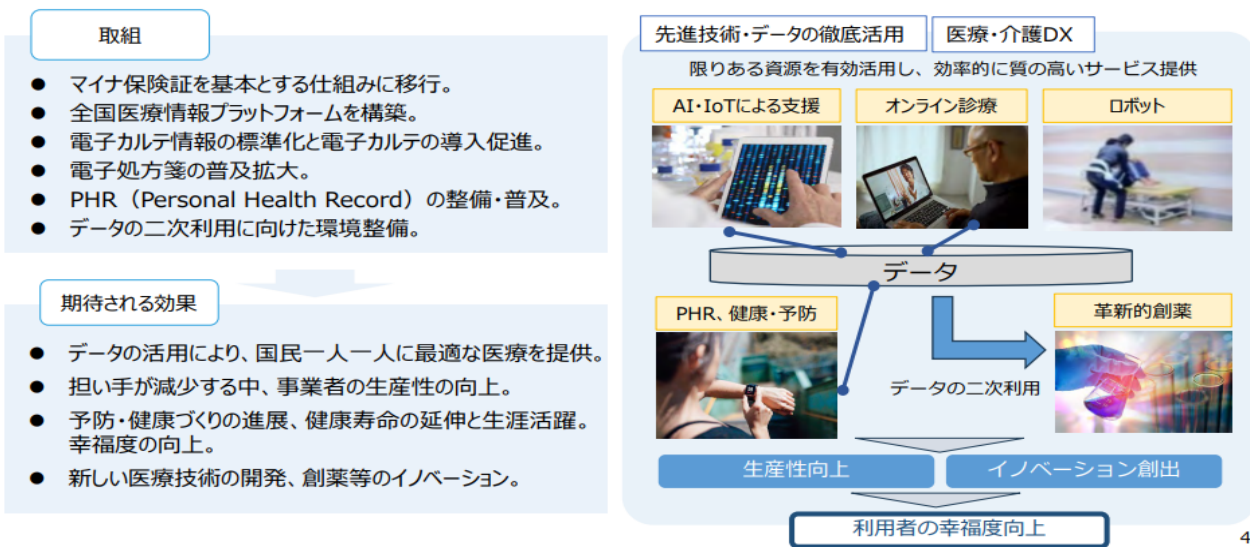 取組
● マイナ保険証を基本とする仕組みに移行。
● 全国医療情報プラットフォームを構築。
● 電子カルテ情報の標準化と電子カルテの導入促進。
● 電子処方箋の普及拡大。
● PHR（Personal Health Record）の整備・普及。
● データの二次利用に向けた環境整備。
期待される効果
● データの活用により、国民一人一人に最適な医療を提供。
● 担い手が減少する中、事業者の生産性の向上。
● 予防・健康づくりの進展、健康寿命の延伸と生涯活躍。
幸福度の向上。
● 新しい医療技術の開発、創薬等のイノベーション。
先進技術・データの徹底活用
医療・介護DX
限りある資源を有効活用し、効率的に質の高いサービス提供
AI・IoTによる支援
オンライン診療
ロボット
データ
PHR、健康・予防
革新的創薬
データの二次利用
生産性向上
イノベーション創出
利用者の幸福度向上
4